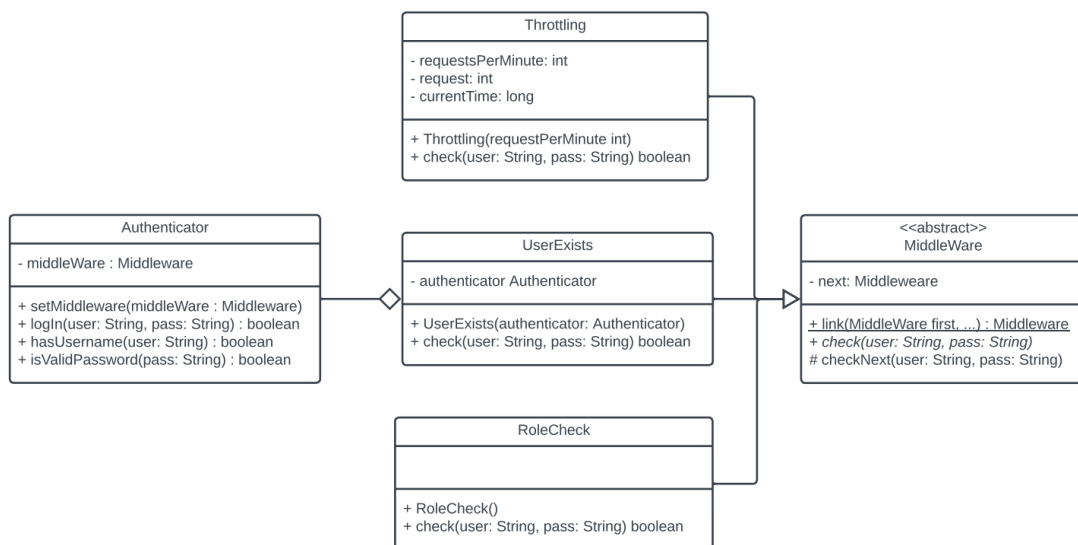 Throttling
- requestsPerMinute: int
- request: int
- currentTime: long
+ Throttling(requestPerMinute int)
+ check(user: String, pass: String) boolean
Authenticator
- middleWare : Middleware
+ setMiddleware(middleWare : Middleware)
+ logIn(user: String, pass: String) : boolean
+ hasUsername(user: String) : boolean
+ isValidPassword(pass: String) : boolean
UserExists
- authenticator Authenticator
+ UserExists(authenticator: Authenticator)
+ check(user: String, pass: String) boolean
<<abstract>>
MiddleWare
- next: Middleweare
+ link(MiddleWare first, ...) : Middleware
+ check(user: String, pass: String)
# checkNext(user: String, pass: String)
RoleCheck
+ RoleCheck()
+ check(user: String, pass: String) boolean